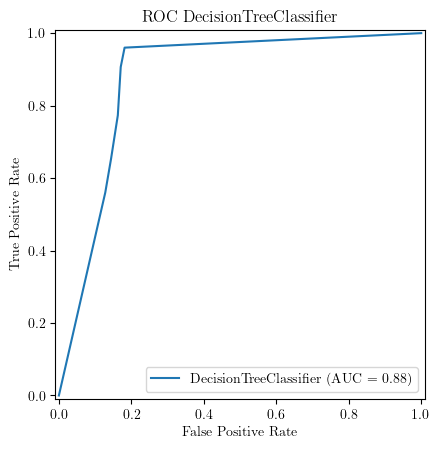 ROC DecisionTreeClassifier
1.0
0.8
0.6
0.4
0.2
0.0
True Positive Rate
DecisionTreeClassifier (AUC = 0.88)
0.0 0.2 0.4 0.6 0.8 1.0
False Positive Rate